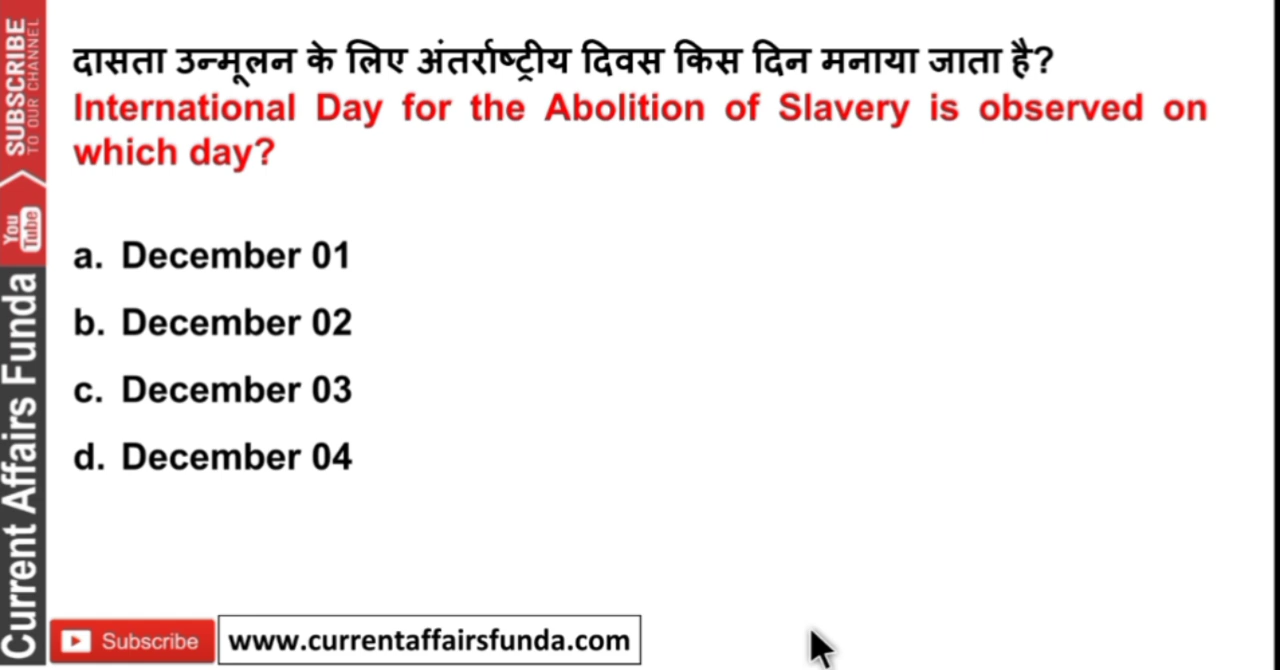 दासता उन्मूलन के लिए अंतर्राष्ट्रीय दिवस किस दिन मनाया जाता है?
International Day for the Abolition of Slavery is observed on
which day?
a. December 01
b. December 02
c. December 03
d. December 04
SUBSCRIBE
TO OUR CHANNEL
You
Tube
Current Affairs Funda
Subscribe
www.currentaffairsfunda.com